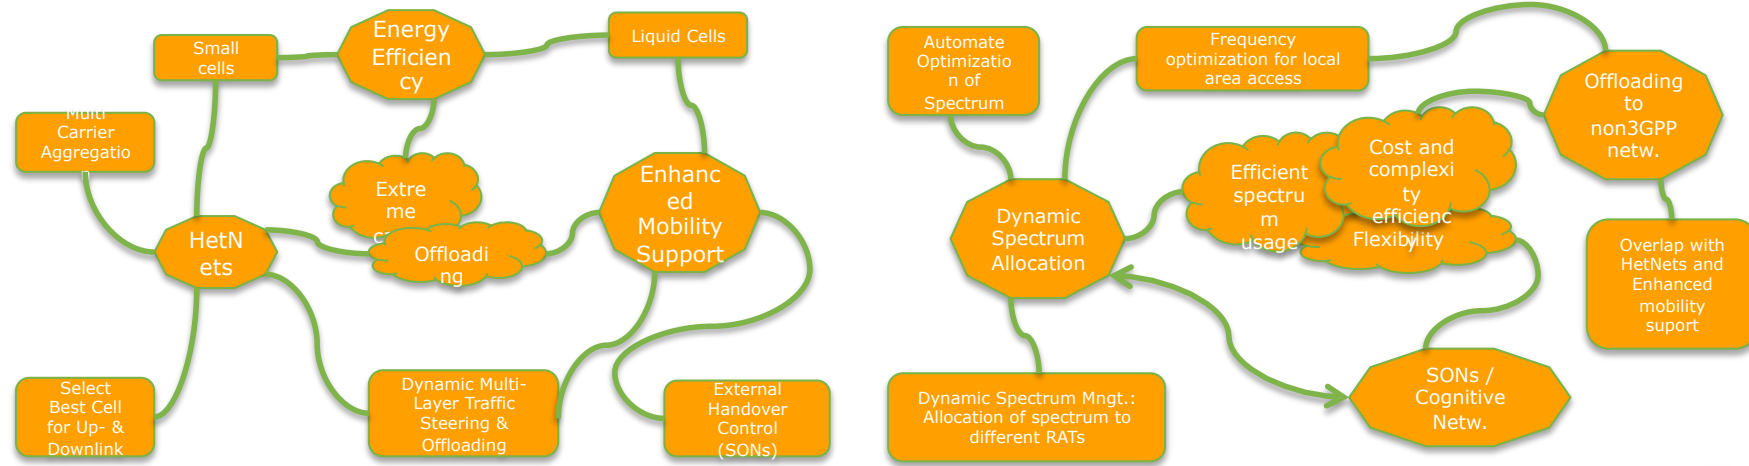 Small
cells
Energy
Efficien
cy
Liquid Cells
Multi
Carrier
Aggregatio
n
Extre
me
Offloadi
ng
Enhanc
ed
Mobility
Support
HetN
ets
Select
Best Cell
for Up- &
Downlink
Dynamic Multi-
Layer Traffic
Steering &
Offloading
External
Handover
Control
(SONs)
Automate
Optimizatio
n of
Spectrum
Frequency
optimization for local
area access
Offloading
to
non3GPP
netw.
Efficient
spectru
m
usage
Cost and
complexi
ty
efficienc
y
Flexibility
Dynamic
Spectrum
Allocation
Overlap with
HetNets and
Enhanced
mobility
suport
Dynamic Spectrum Mngt.:
Allocation of spectrum to
different RATs
SONs /
Cognitive
Netw.